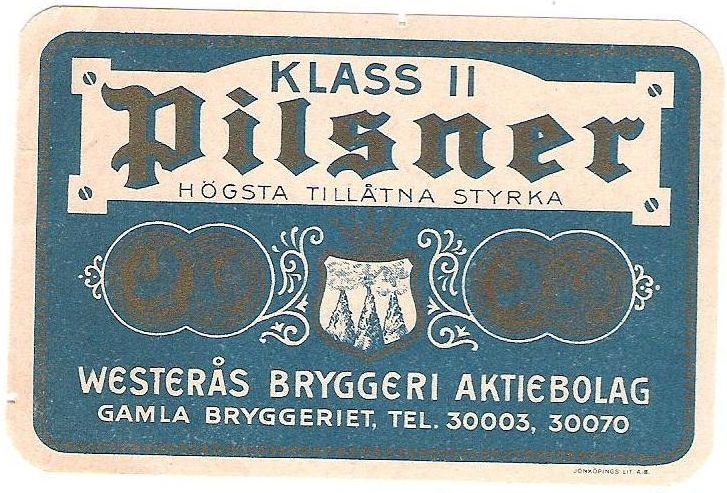 KLASS II
Pilsner
HÖGSTA TILLÅTNA STYRKA
WESTERÅS BRYGGERI AKTIEBOLAG
GAMLA BRYGGERIET, TEL. 30003, 30070
JÖNKÖPINGS LIT. A.B.